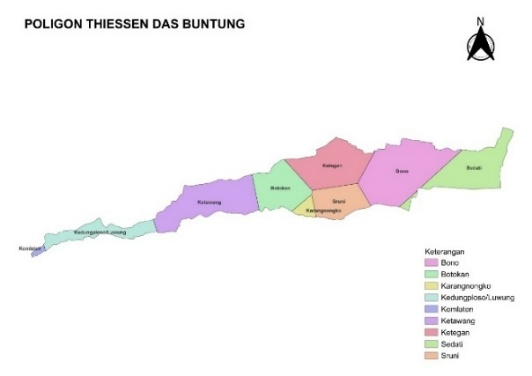 POLIGON THIESSEN DAS BUNTUNG
N
Ketegan
Sedati
Bono
Botokan
Ketawang
Sruni
Karangnongko
Kedungploso/Luwung
Kemlaten
Keterangan
Bono
Botokan
Karangnongko
Kedungploso/Luwung
Kemlaten
Ketawang
Ketegan
Sedati
Sruni